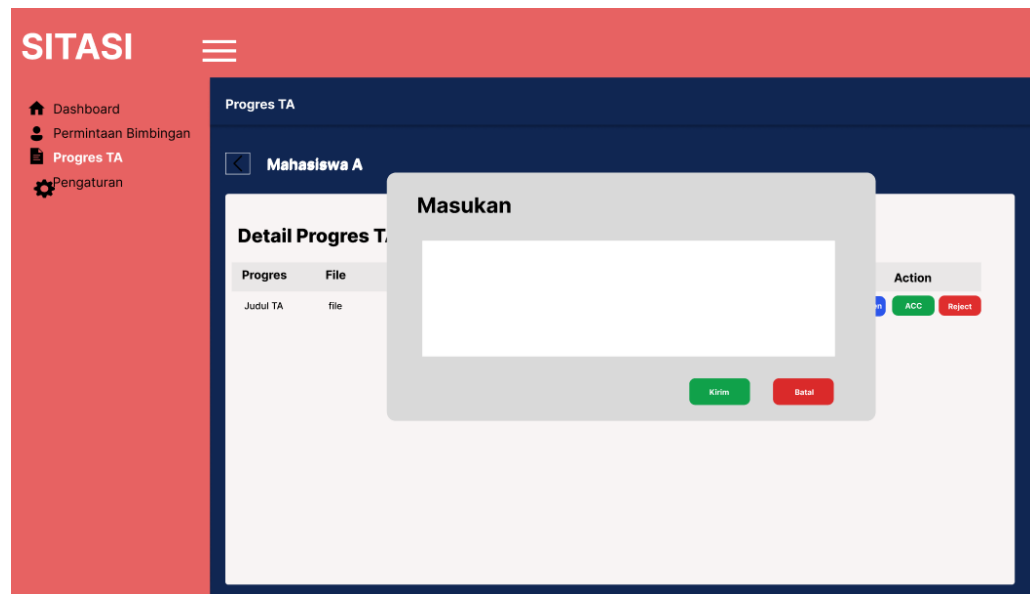 SITASI
Dashboard
Permintaan Bimbingan
Progres TA
Pengaturan
Progres TA
Mahasiswa A
Detail Progres TA
Progres File Action
Judul TA file ACC Reject
Masukan
Kirim Batal